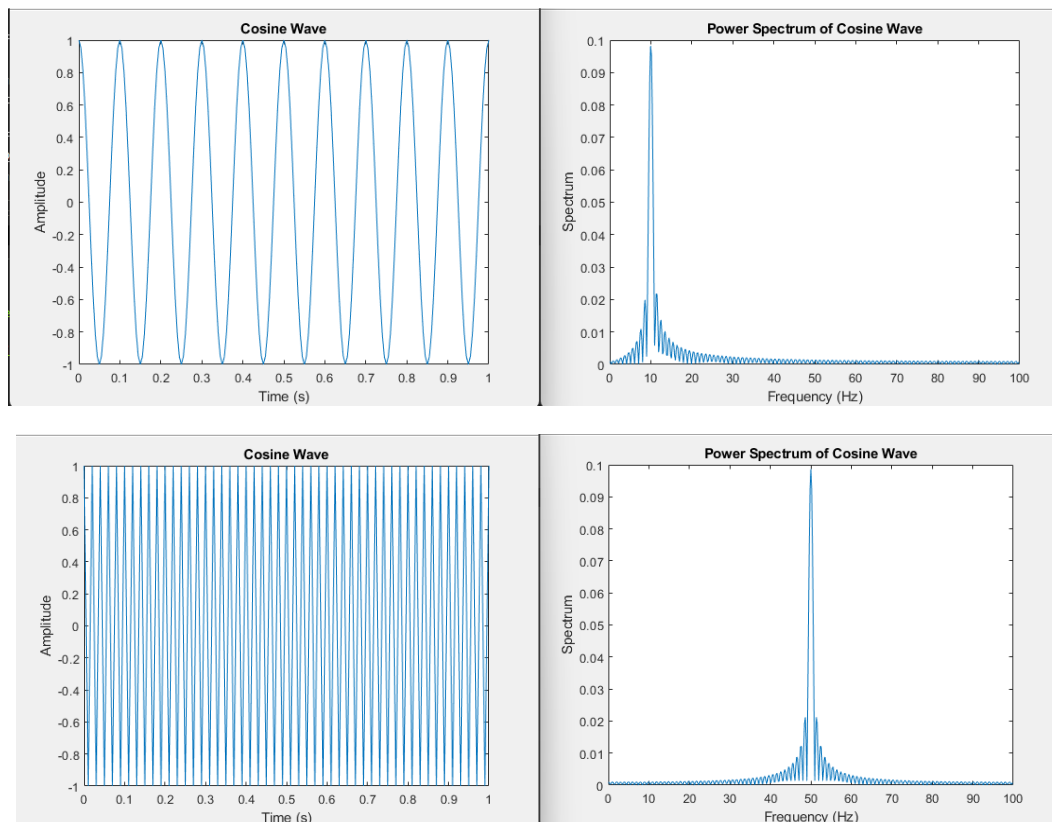 Cosine Wave
Power Spectrum of Cosine Wave
1
0.8
0.6
0.4
0.2
0
-0.2
-0.4
-0.6
-0.8
-1
Amplitude
0 0.1 0.2 0.3 0.4 0.5 0.6 0.7 0.8 0.9 1
Time (s)
0.1
0.09
0.08
0.07
0.06
0.05
0.04
0.03
0.02
0.01
0
Spectrum
0 10 20 30 40 50 60 70 80 90 100
Frequency (Hz)
Cosine Wave
Power Spectrum of Cosine Wave
1
0.8
0.6
0.4
0.2
0
-0.2
-0.4
-0.6
-0.8
-1
Amplitude
0 0.1 0.2 0.3 0.4 0.5 0.6 0.7 0.8 0.9 1
Time (s)
0.1
0.09
0.08
0.07
0.06
0.05
0.04
0.03
0.02
0.01
0
Spectrum
0 10 20 30 40 50 60 70 80 90 100
Frequency (Hz)